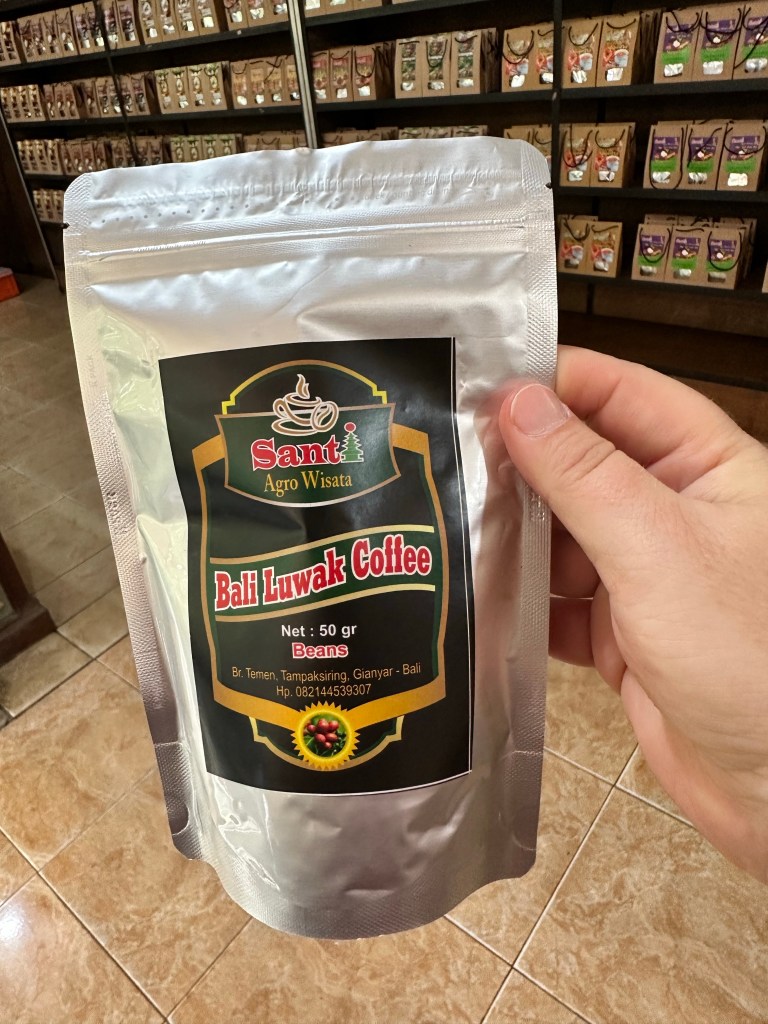 Santi
Agro Wisata
Bali Luwak Coffee
Net : 50 gr
Beans
Br. Temen, Tampaksiring, Gianyar - Bali
Hp. 082144539307